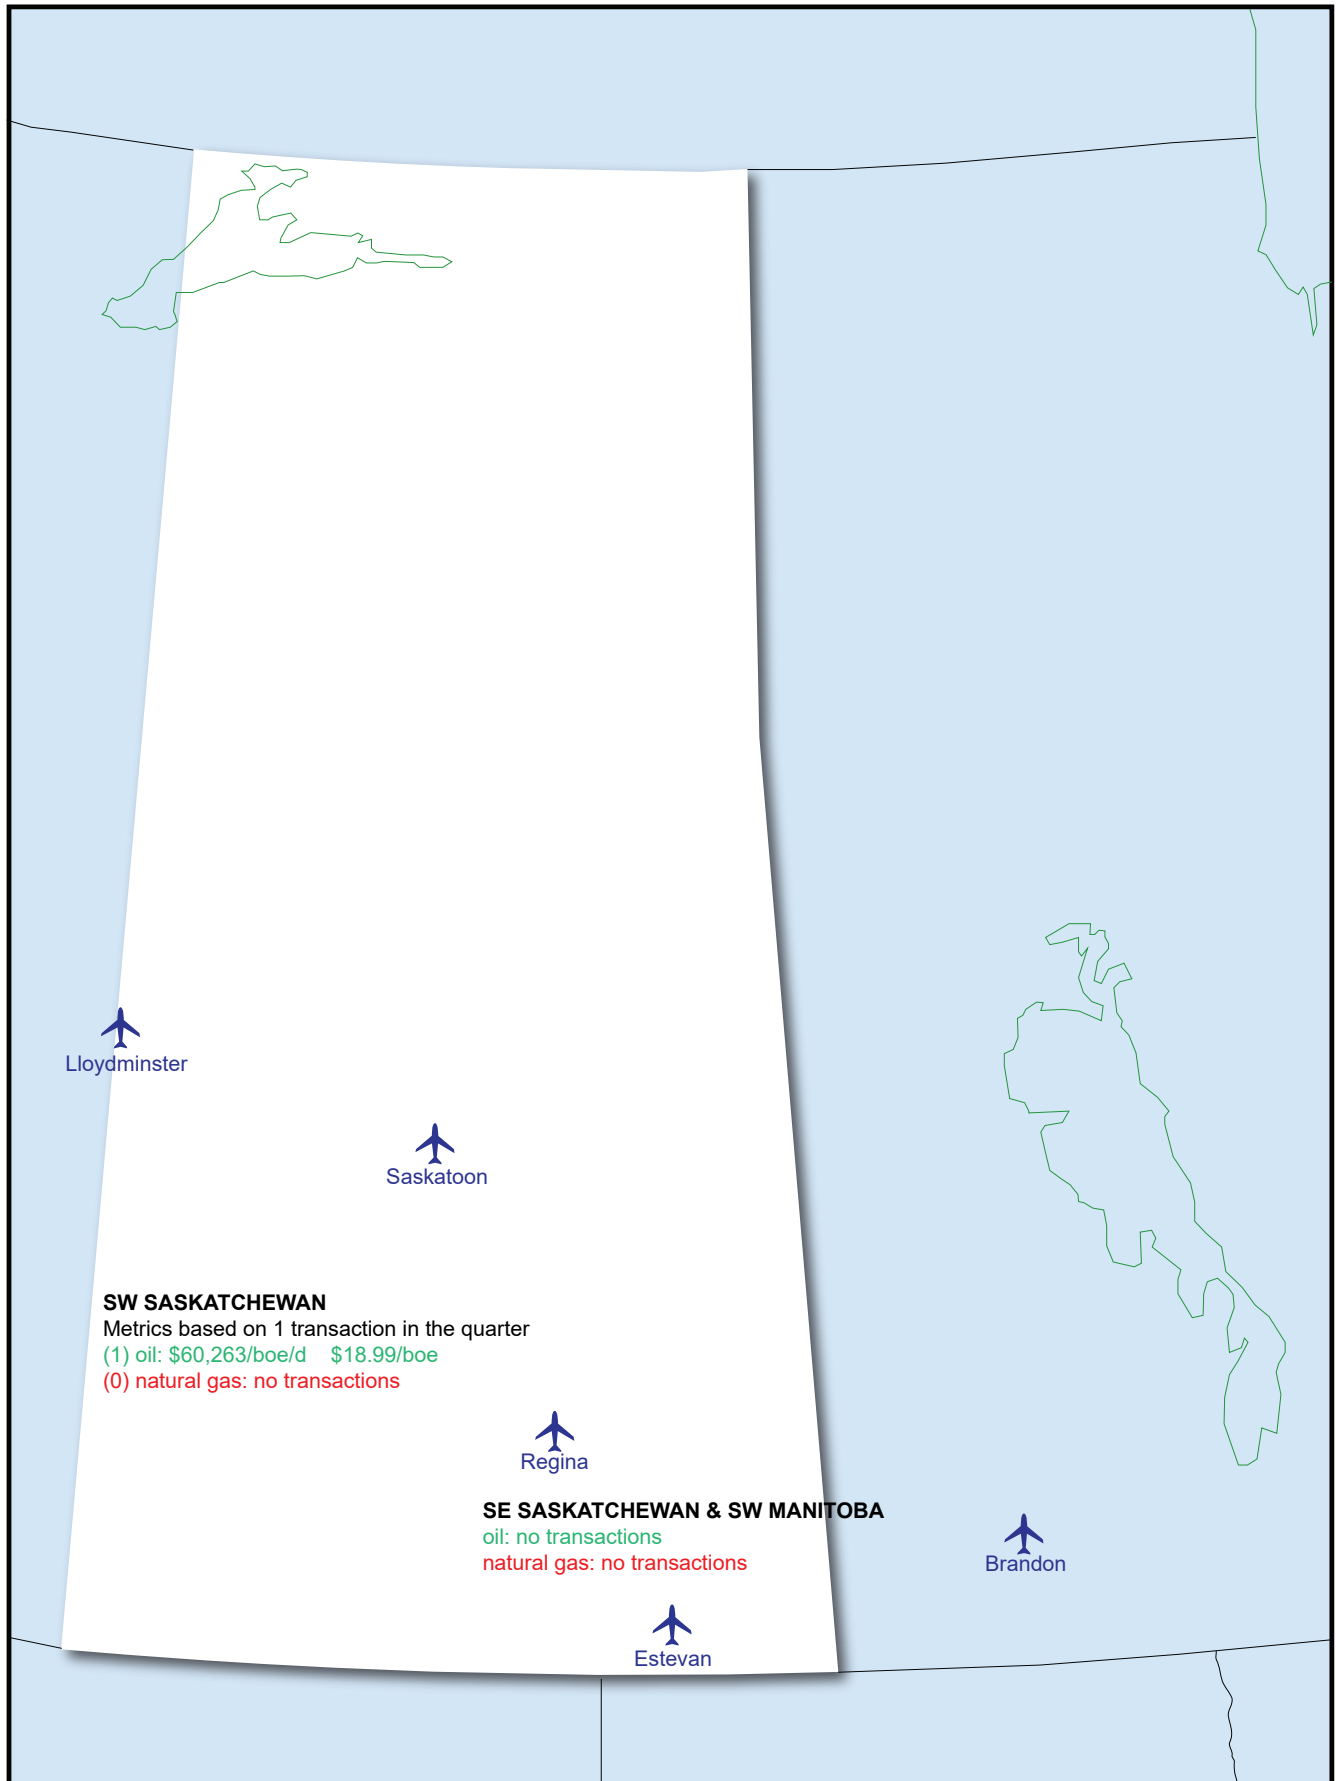 Lloydminster
Saskatoon
SW SASKATCHEWAN
Metrics based on 1 transaction in the quarter
(1) oil: $60,263/boe/d $18.99/boe
(0) natural gas: no transactions
Regina
SE SASKATCHEWAN & SW MANITOBA
oil: no transactions
natural gas: no transactions
Brandon
Estevan